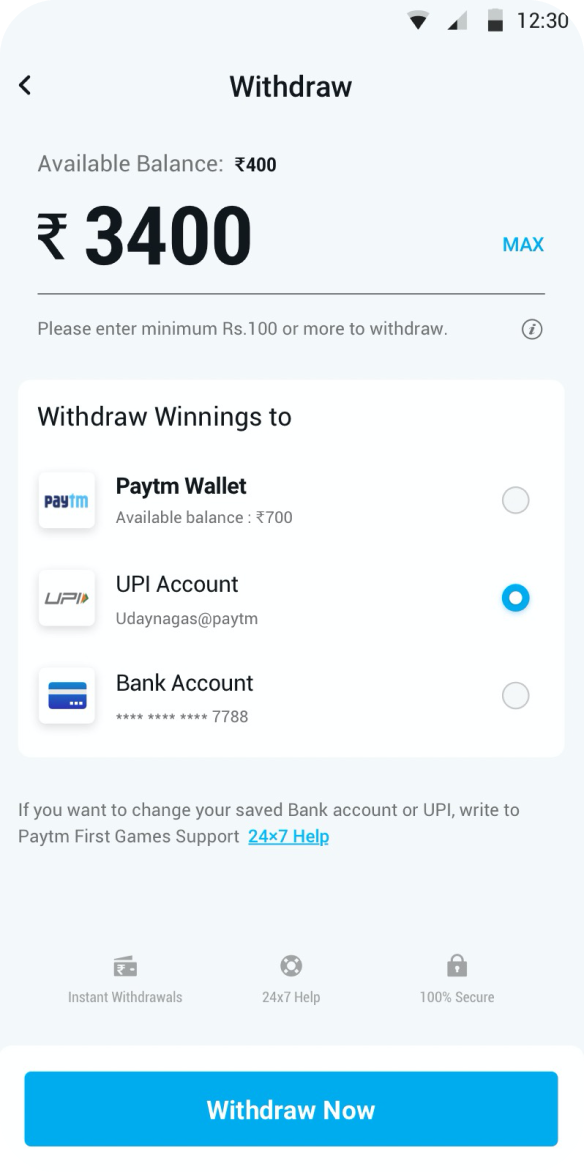 12:30
Withdraw
Available Balance: ₹400
₹ 3400 MAX
Please enter minimum Rs.100 or more to withdraw.
Withdraw Winnings to
paytm
Paytm Wallet
Available balance : ₹700
UPI
UPI Account
Udaynagas@paytm
Bank Account
**** **** **** 7788
If you want to change your saved Bank account or UPI, write to
Paytm First Games Support 24×7 Help
Instant Withdrawals 24x7 Help 100% Secure
Withdraw Now